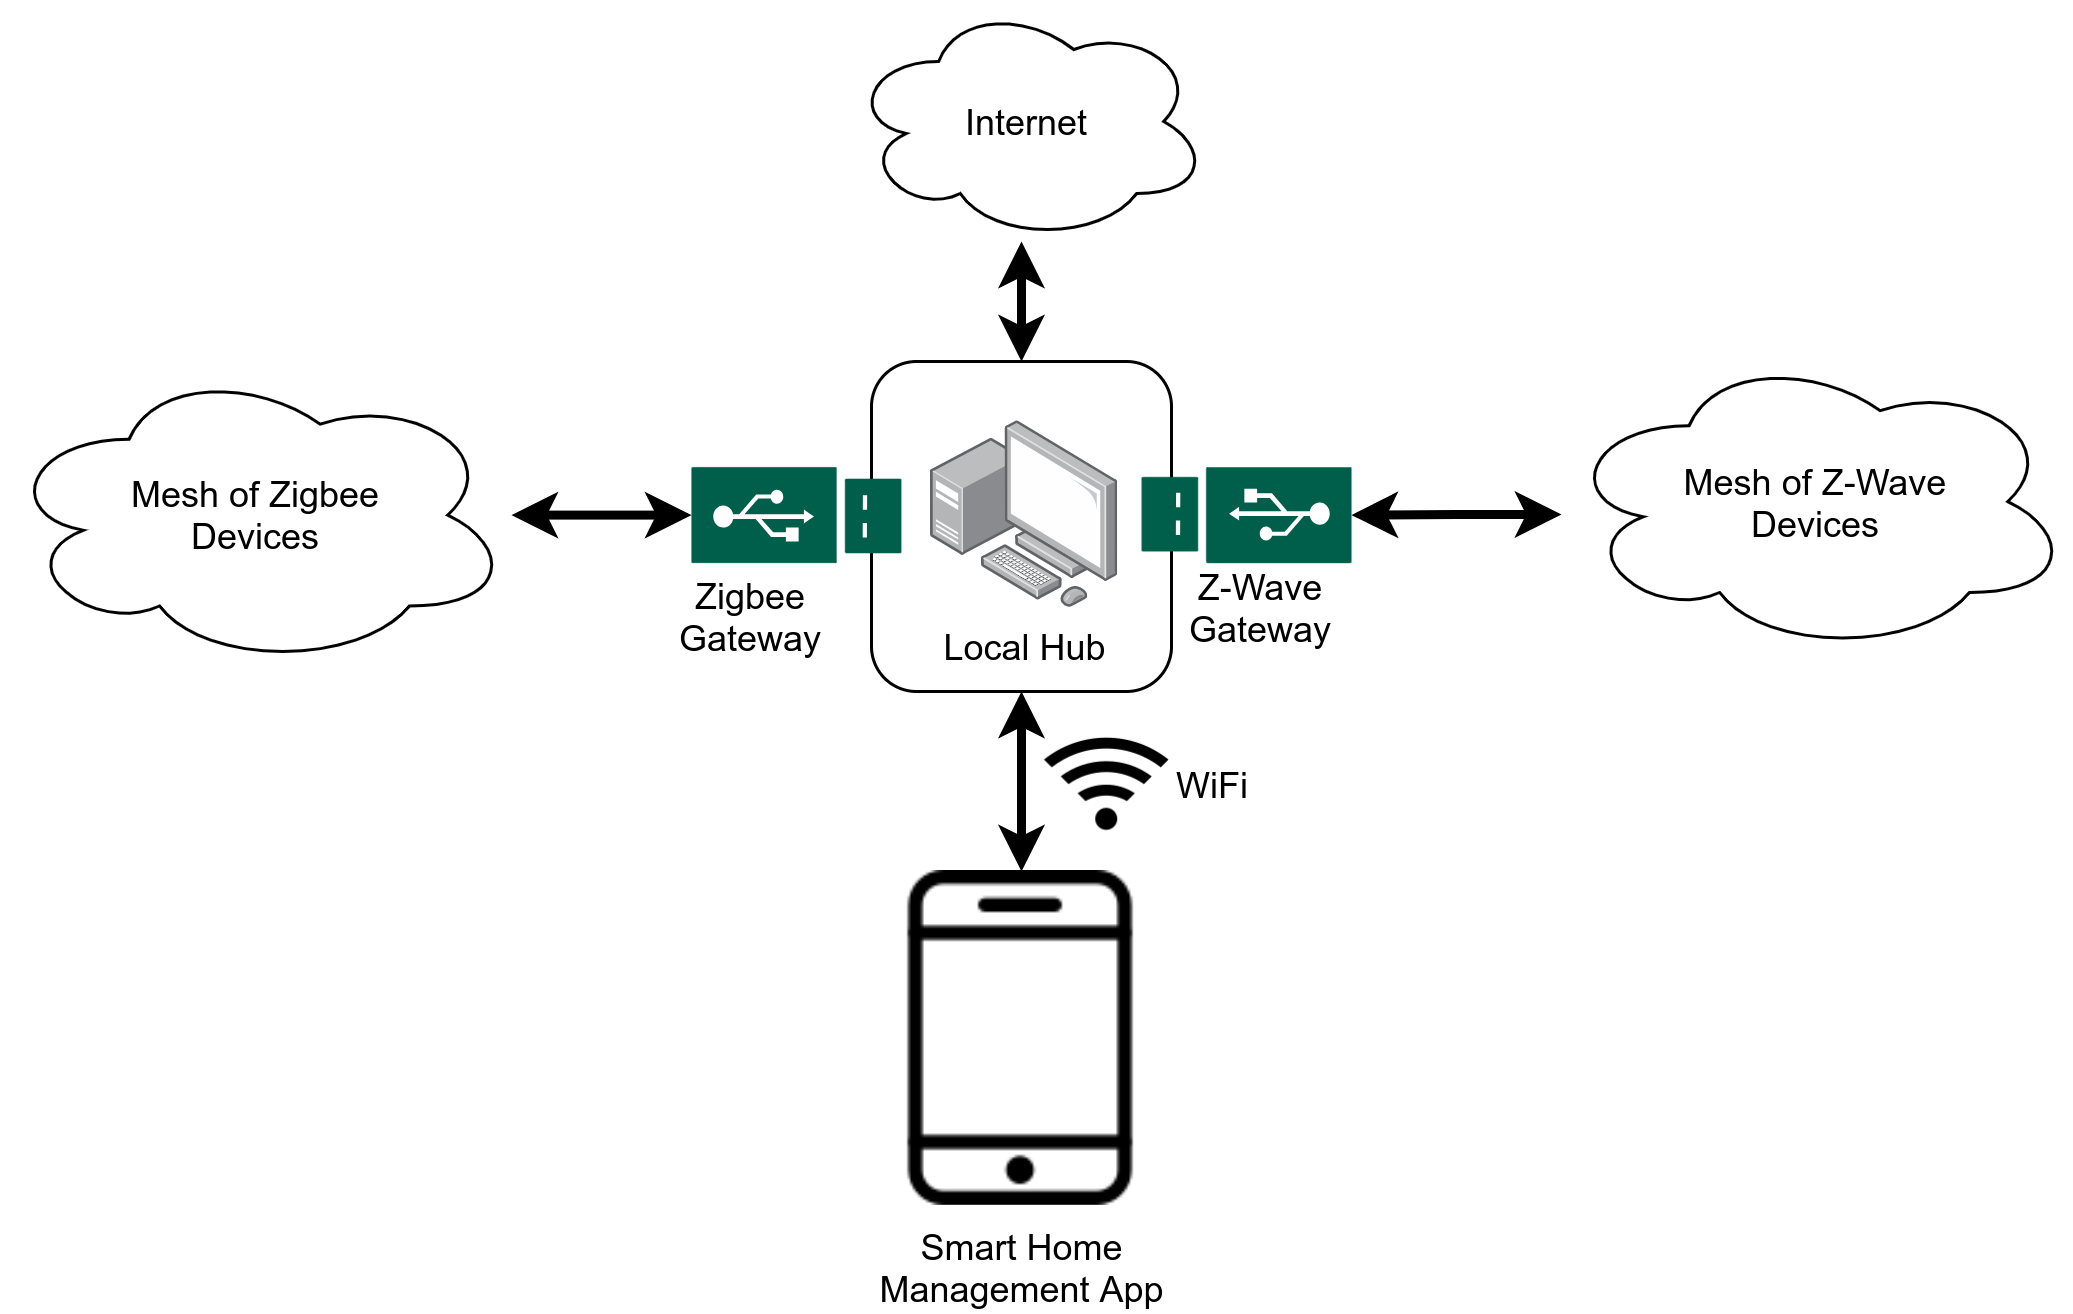 Internet
Mesh of Zigbee
Devices
Mesh of Z-Wave
Devices
Zigbee
Gateway
Z-Wave
Gateway
Local Hub
WiFi
Smart Home
Management App